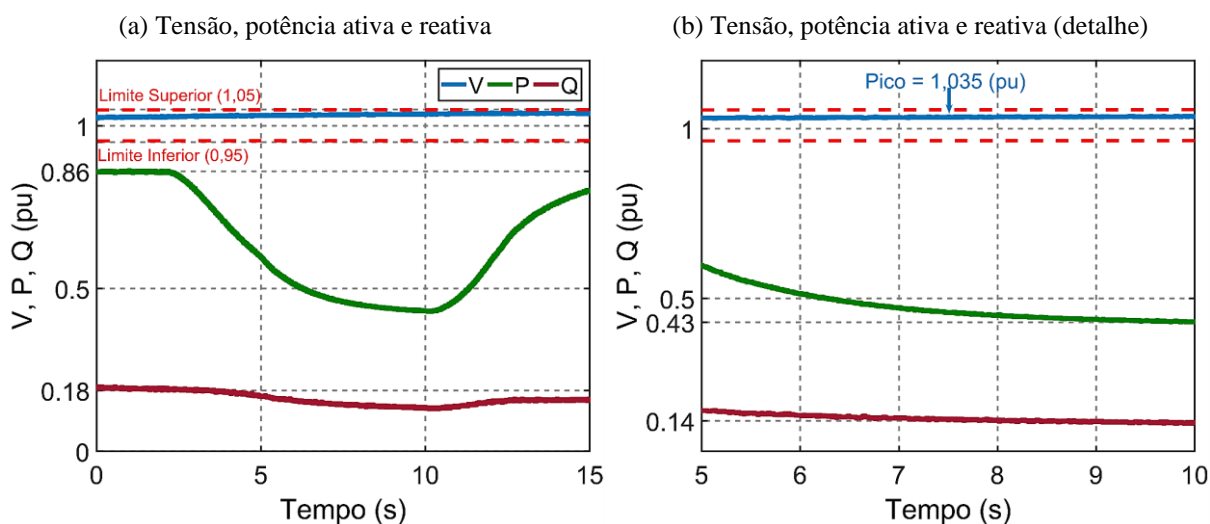 (a) Tensão, potência ativa e reativa
V P Q
Limite Superior (1,05)
1
Limite Inferior (0,95)
0.86
0.5
0.18
0
V, P, Q (pu)
0 5 10 15
Tempo (s)
(b) Tensão, potência ativa e reativa (detalhe)
Pico = 1,035 (pu)
1
0.5
0.43
0.14
V, P, Q (pu)
5 6 7 8 9 10
Tempo (s)